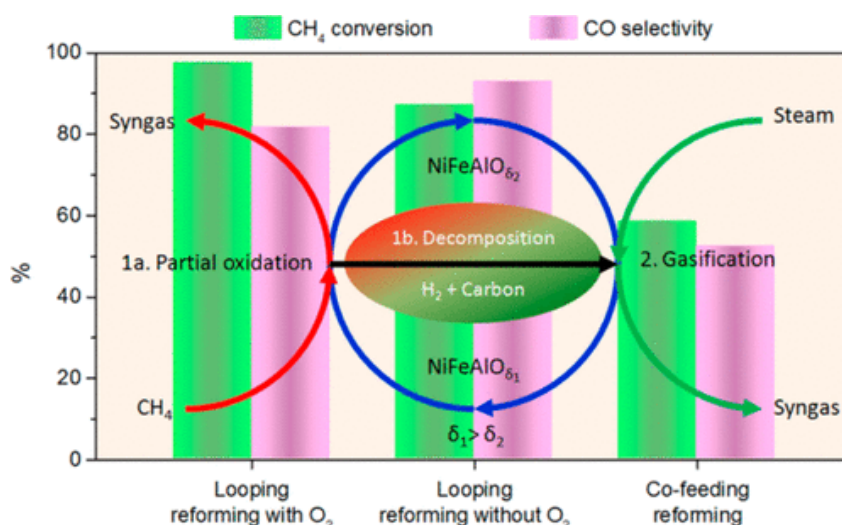 CH₄ conversion
CO selectivity
100
80
60
40
20
0
%
Syngas
Steam
NiFeAlOδ₂
1b. Decomposition
1a. Partial oxidation
2. Gasification
H₂ + Carbon
NiFeAlOδ₁
CH₄
Syngas
δ₁> δ₂
Looping
reforming with O₂
Looping
reforming without O₂
Co-feeding
reforming